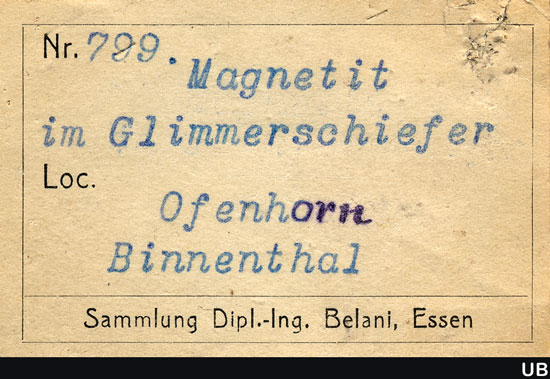 Nr. 799.
Magnetit
im Glimmerschiefer
Loc.
Ofenhorn
Binnenthal
Sammlung Dipl.-Ing. Belani, Essen
UB